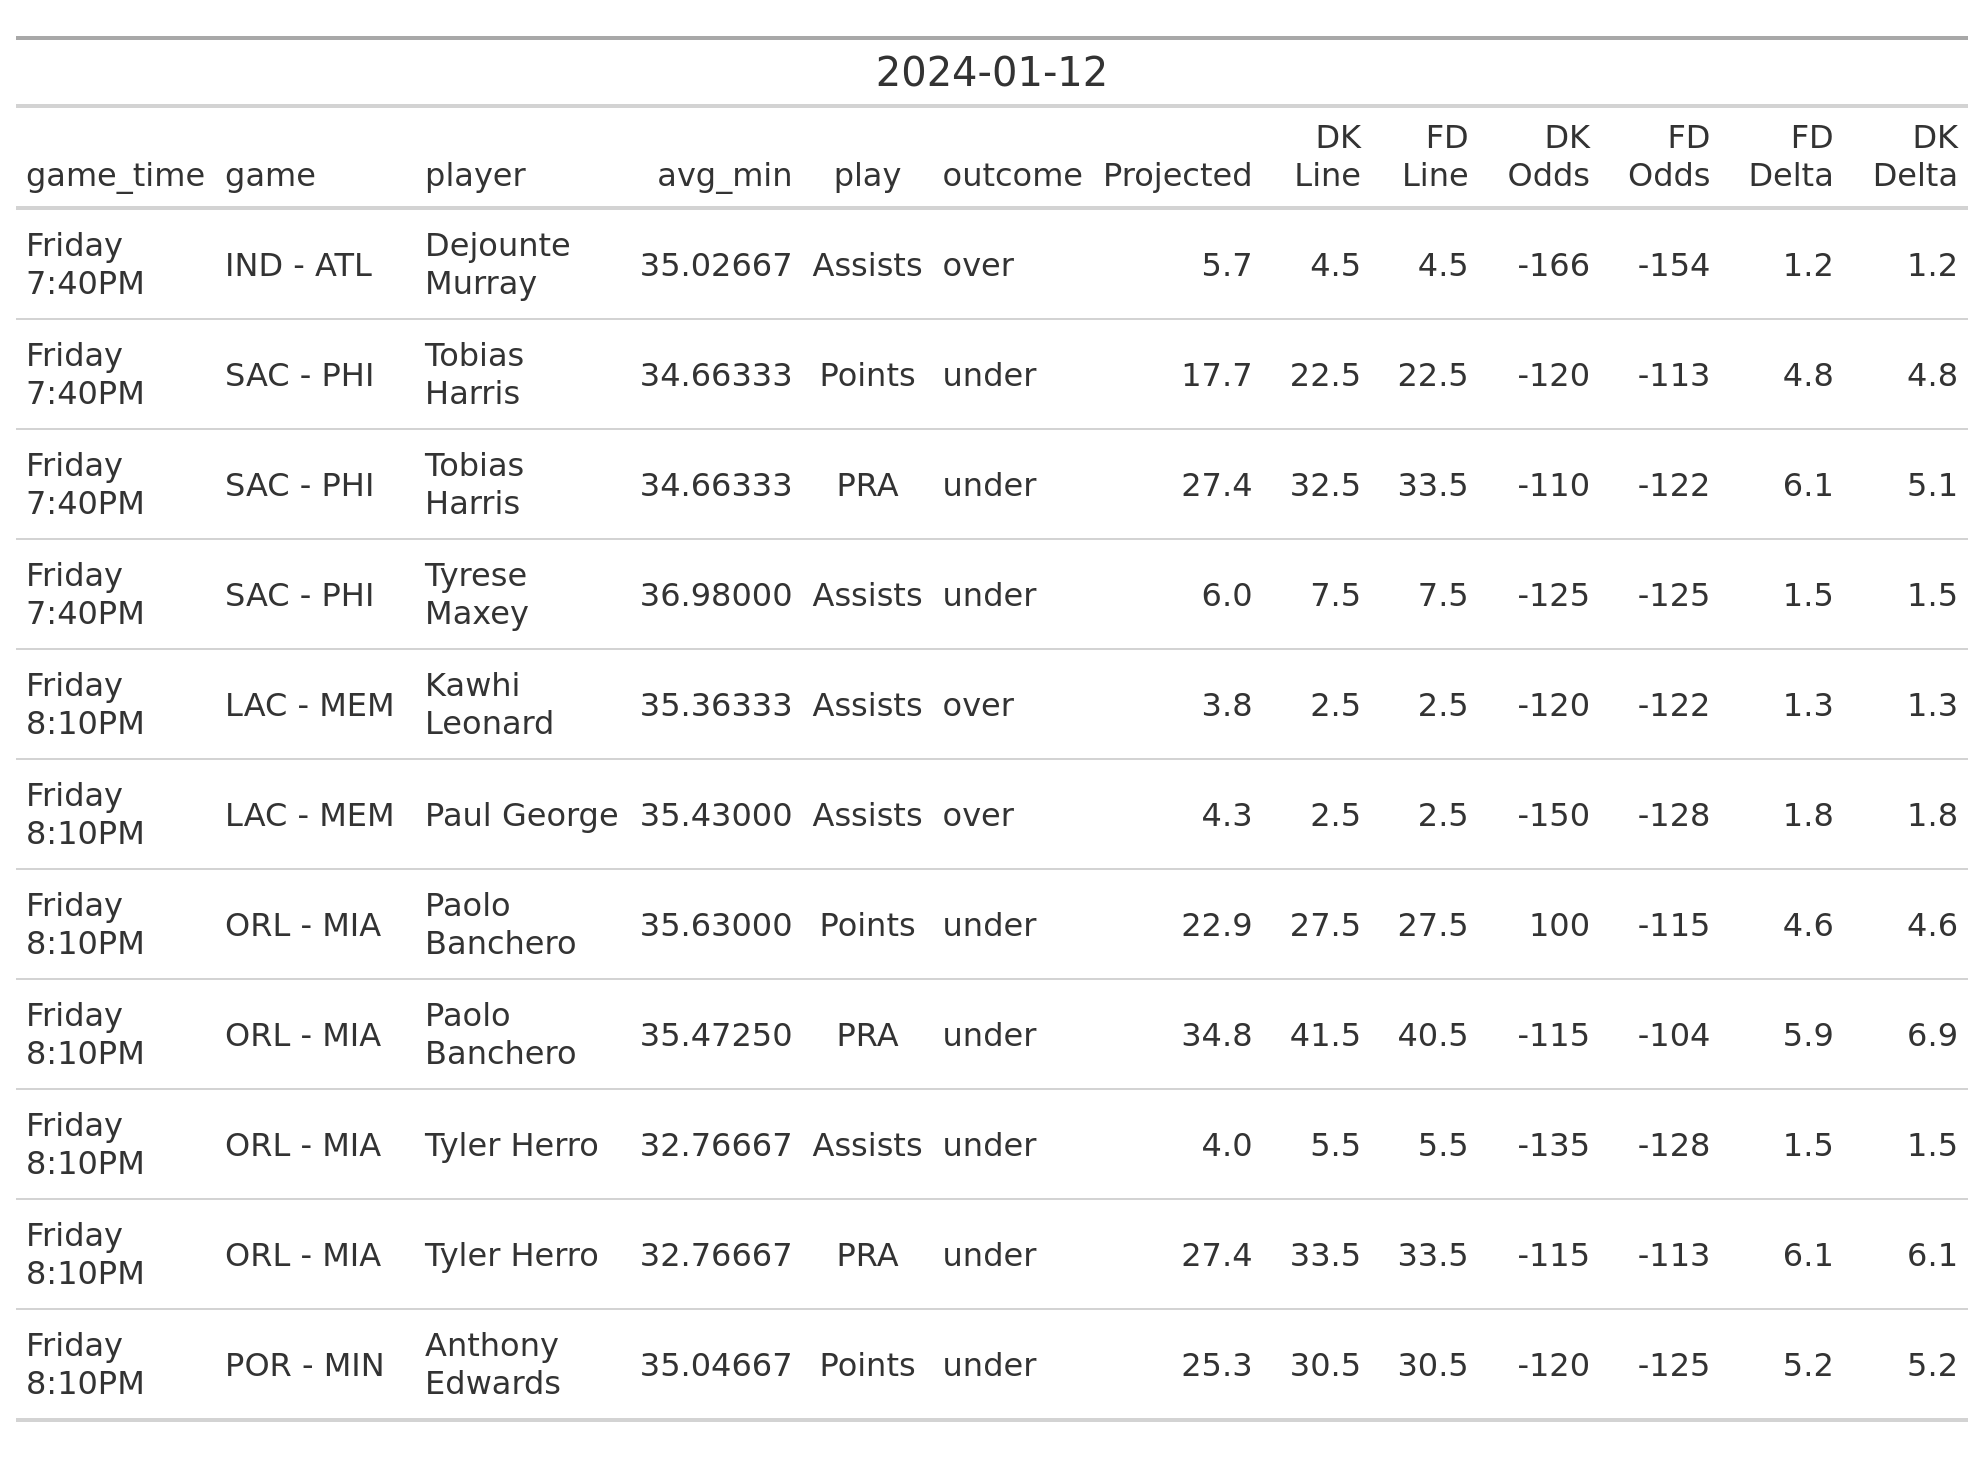 2024-01-12
game_time game player avg_min play outcome Projected DK Line FD Line DK Odds FD Odds FD Delta DK Delta
Friday 7:40PM IND - ATL Dejounte Murray 35.02667 Assists over 5.7 4.5 4.5 -166 -154 1.2 1.2
Friday 7:40PM SAC - PHI Tobias Harris 34.66333 Points under 17.7 22.5 22.5 -120 -113 4.8 4.8
Friday 7:40PM SAC - PHI Tobias Harris 34.66333 PRA under 27.4 32.5 33.5 -110 -122 6.1 5.1
Friday 7:40PM SAC - PHI Tyrese Maxey 36.98000 Assists under 6.0 7.5 7.5 -125 -125 1.5 1.5
Friday 8:10PM LAC - MEM Kawhi Leonard 35.36333 Assists over 3.8 2.5 2.5 -120 -122 1.3 1.3
Friday 8:10PM LAC - MEM Paul George 35.43000 Assists over 4.3 2.5 2.5 -150 -128 1.8 1.8
Friday 8:10PM ORL - MIA Paolo Banchero 35.63000 Points under 22.9 27.5 27.5 100 -115 4.6 4.6
Friday 8:10PM ORL - MIA Paolo Banchero 35.47250 PRA under 34.8 41.5 40.5 -115 -104 5.9 6.9
Friday 8:10PM ORL - MIA Tyler Herro 32.76667 Assists under 4.0 5.5 5.5 -135 -128 1.5 1.5
Friday 8:10PM ORL - MIA Tyler Herro 32.76667 PRA under 27.4 33.5 33.5 -115 -113 6.1 6.1
Friday 8:10PM POR - MIN Anthony Edwards 35.04667 Points under 25.3 30.5 30.5 -120 -125 5.2 5.2